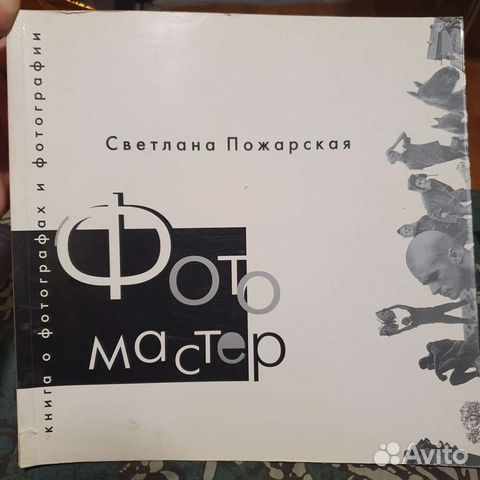 книга о фотографах и фотографии
Светлана Пожарская
Фото
мастер
Avito